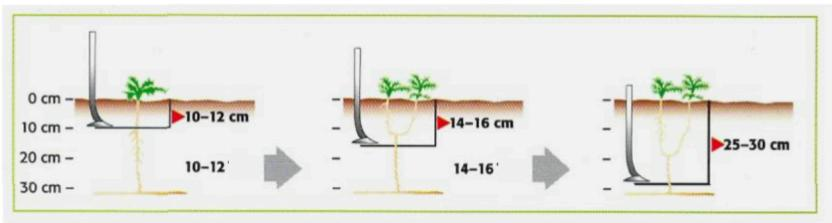 0 cm –
10 cm –
20 cm –
30 cm –
10–12 cm
10–12'
14–16 cm
14–16'
25–30 cm